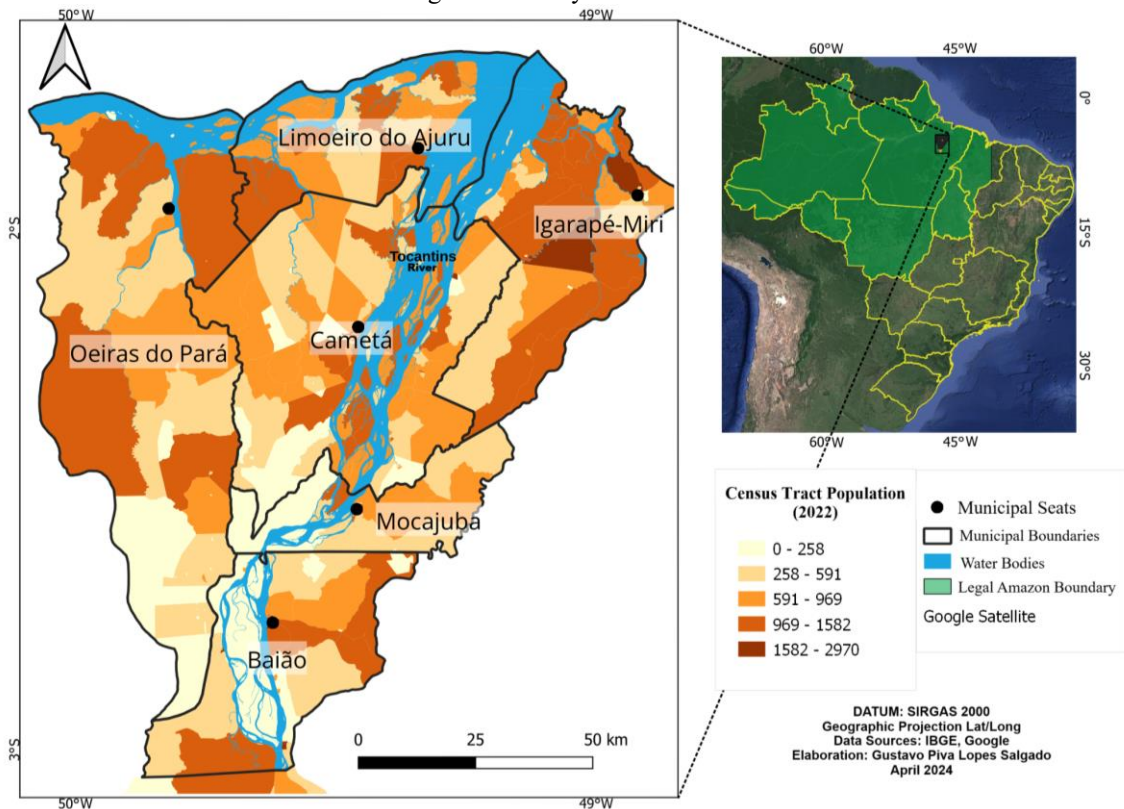 50°W
49°W
2°S
3°S
50°W
49°W
Limoeiro do Ajuru
Igarapé-Miri
Tocantins
River
Cametá
Oeiras do Pará
Mocajuba
Baião
0 25 50 km
60°W 45°W
0°
15°S
30°S
60°W 45°W
Census Tract Population
(2022)
0 - 258
258 - 591
591 - 969
969 - 1582
1582 - 2970
Municipal Seats
Municipal Boundaries
Water Bodies
Legal Amazon Boundary
Google Satellite
DATUM: SIRGAS 2000
Geographic Projection Lat/Long
Data Sources: IBGE, Google
Elaboration: Gustavo Piva Lopes Salgado
April 2024